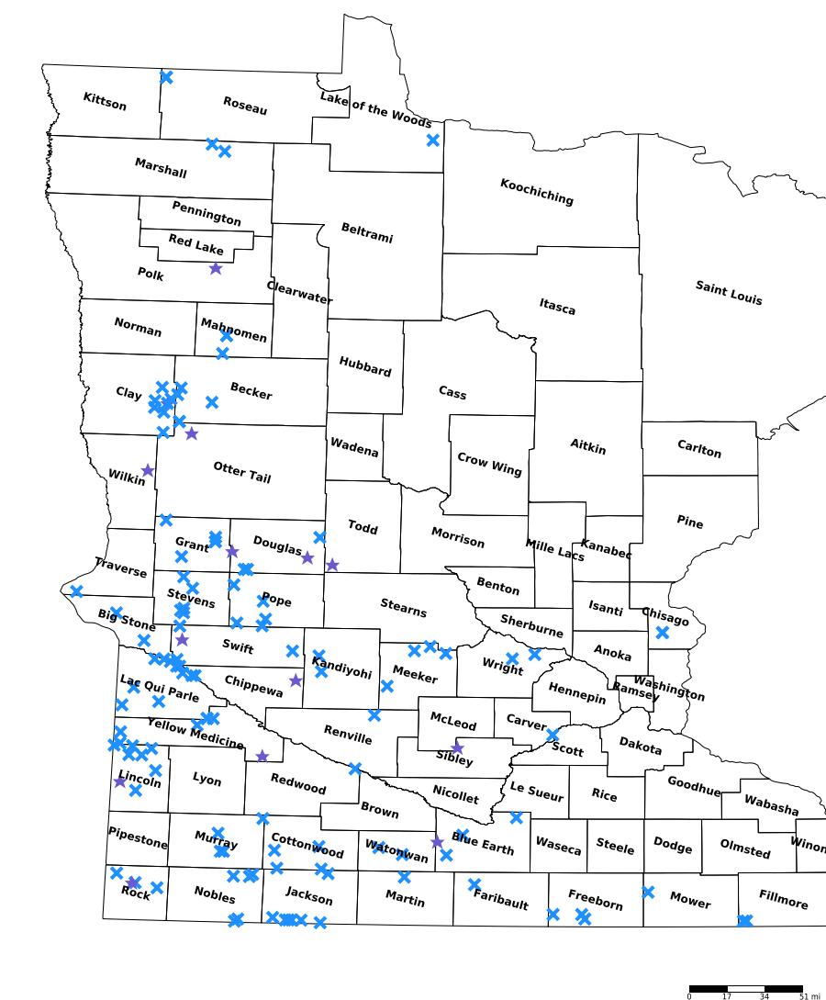 Kittson
Roseau
Lake of the Woods
Marshall
Koochiching
Pennington
Beltrami
Red Lake
Polk
Clearwater
Saint Louis
Itasca
Norman
Mahnomen
Hubbard
Clay
Becker
Cass
Wadena
Aitkin
Carlton
Otter Tail
Crow Wing
Wilkin
Pine
Todd
Morrison
Grant
Douglas
Mille Lacs
Kanabec
Traverse
Benton
Stevens
Pope
Stearns
Isanti
Chisago
Big Stone
Sherburne
Swift
Anoka
Kandiyohi
Wright
Meeker
Lac Qui Parle
Chippewa
Hennepin
Ramsey
Washington
McLeod
Carver
Yellow Medicine
Renville
Scott
Dakota
Sibley
Lincoln
Lyon
Redwood
Nicollet
Le Sueur
Rice
Goodhue
Brown
Wabasha
Pipestone
Murray
Cottonwood
Watonwan
Blue Earth
Waseca
Steele
Dodge
Olmsted
Winon
Rock
Nobles
Jackson
Martin
Faribault
Freeborn
Mower
Fillmore
0 17 34 51 mi